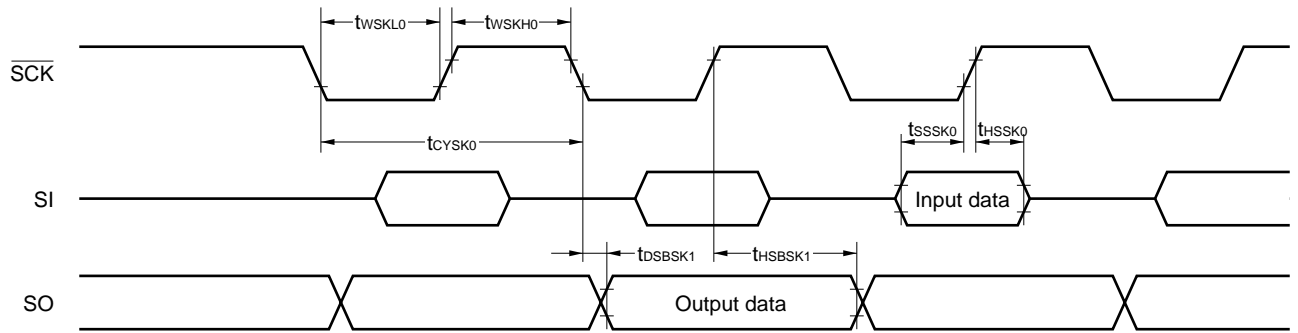 tWSKL0 tWSKH0
SCK
tSSSK0 tHSSK0
tCYSK0
SI Input data
tDSBSK1 tHSBSK1
SO Output data